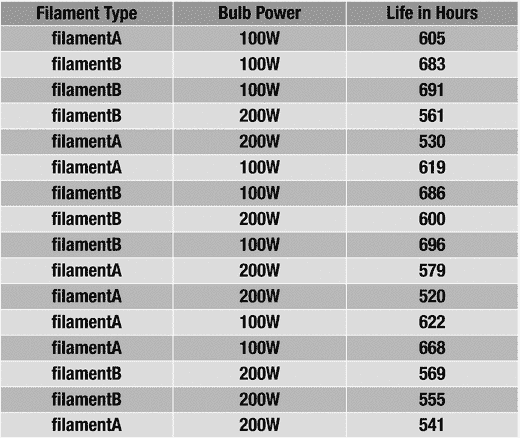 Filament Type Bulb Power Life in Hours
filamentA 100W 605
filamentB 100W 683
filamentB 100W 691
filamentB 200W 561
filamentA 200W 530
filamentA 100W 619
filamentB 100W 686
filamentB 200W 600
filamentB 100W 696
filamentA 200W 579
filamentA 200W 520
filamentA 100W 622
filamentA 100W 668
filamentB 200W 569
filamentB 200W 555
filamentA 200W 541